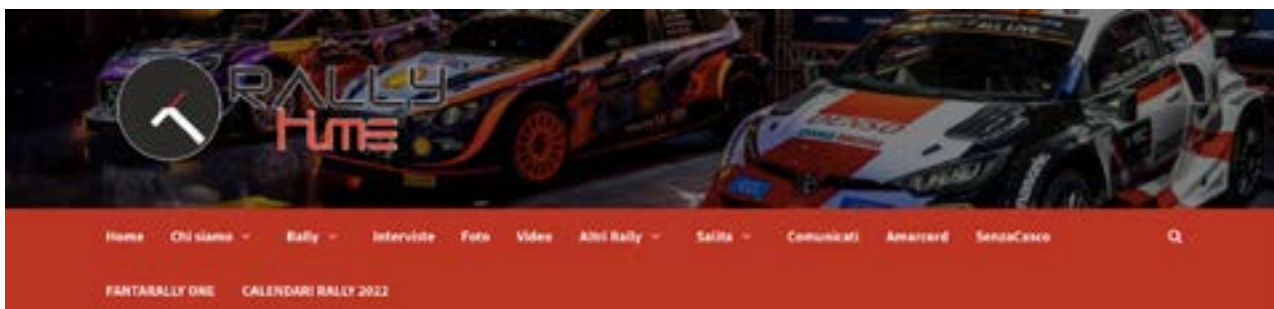 RALLY
time
DENSO
Home Chi siamo Rally Interviste Foto Video Altri Rally Salita Comunicati Amarcord SenzaCasco
FANTARALLY ONE CALENDARI RALLY 2022